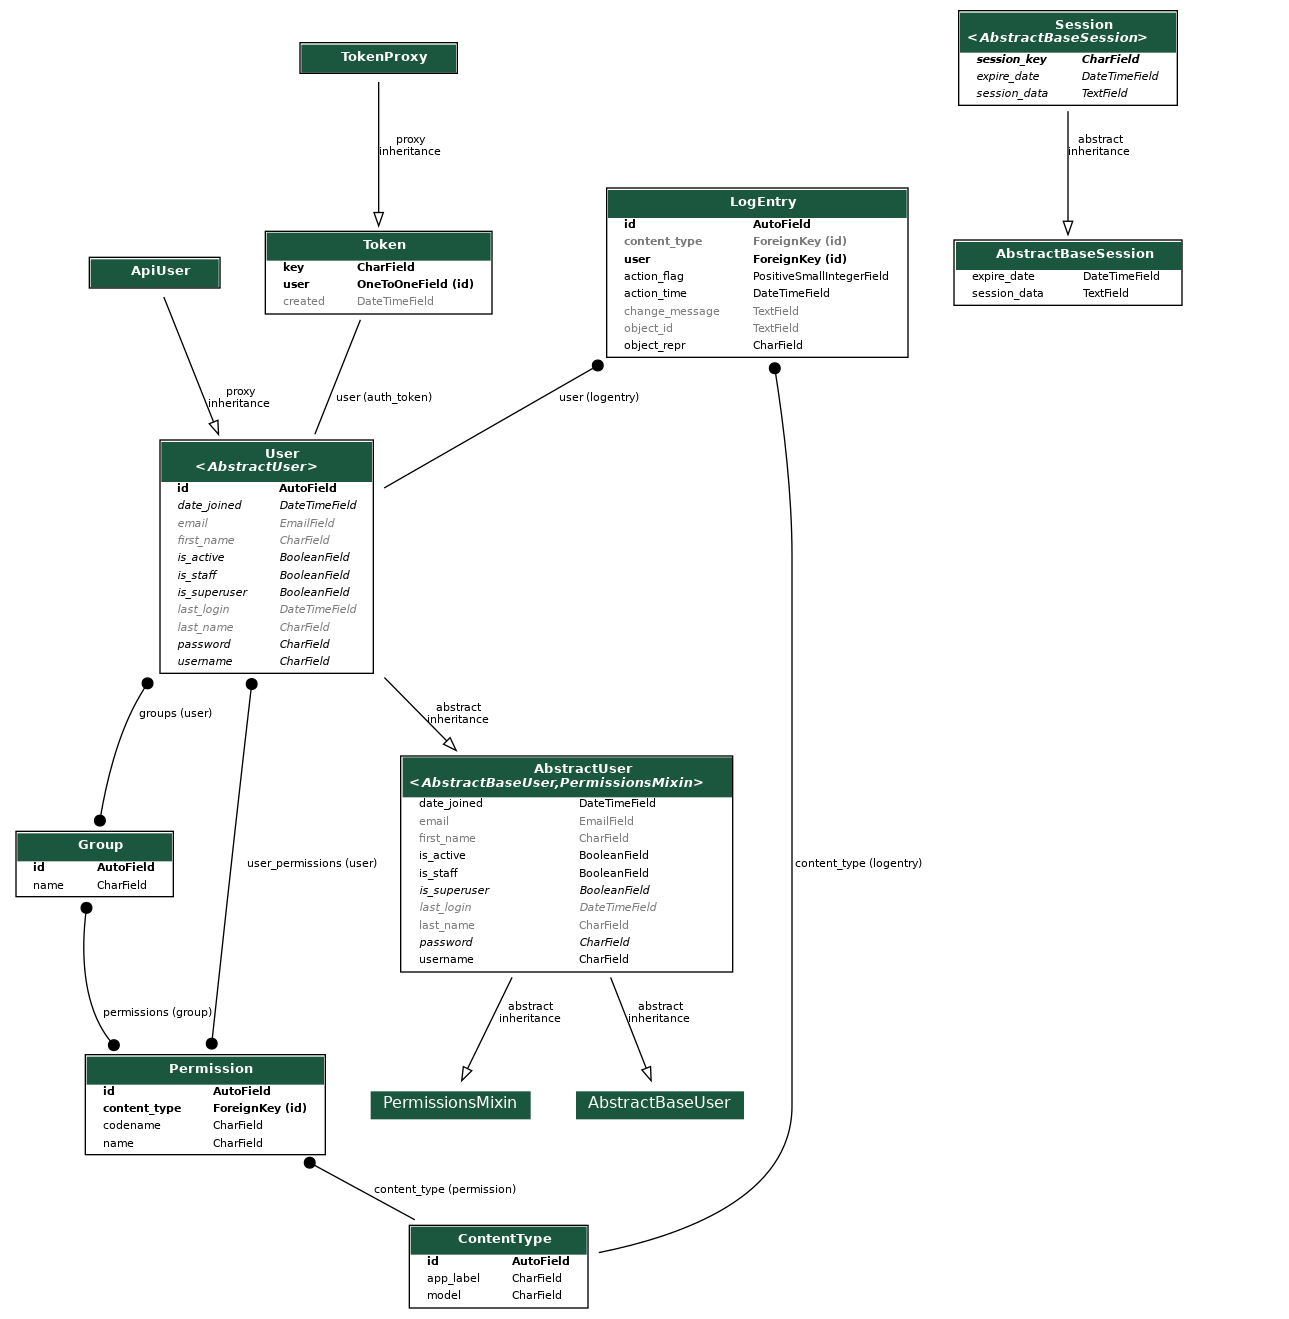 TokenProxy
Session
<AbstractBaseSession>
session_key CharField
expire_date DateTimeField
session_data TextField
proxy
inheritance
abstract
inheritance
LogEntry
id AutoField
content_type ForeignKey (id)
user ForeignKey (id)
action_flag PositiveSmallIntegerField
action_time DateTimeField
change_message TextField
object_id TextField
object_repr CharField
Token
key CharField
user OneToOneField (id)
created DateTimeField
AbstractBaseSession
expire_date DateTimeField
session_data TextField
ApiUser
proxy
inheritance
user (auth_token)
user (logentry)
User
<AbstractUser>
id AutoField
date_joined DateTimeField
email EmailField
first_name CharField
is_active BooleanField
is_staff BooleanField
is_superuser BooleanField
last_login DateTimeField
last_name CharField
password CharField
username CharField
groups (user)
abstract
inheritance
AbstractUser
<AbstractBaseUser,PermissionsMixin>
date_joined DateTimeField
email EmailField
first_name CharField
is_active BooleanField
is_staff BooleanField
is_superuser BooleanField
last_login DateTimeField
last_name CharField
password CharField
username CharField
Group
id AutoField
name CharField
user_permissions (user)
content_type (logentry)
permissions (group)
abstract
inheritance
abstract
inheritance
Permission
id AutoField
content_type ForeignKey (id)
codename CharField
name CharField
PermissionsMixin
AbstractBaseUser
content_type (permission)
ContentType
id AutoField
app_label CharField
model CharField